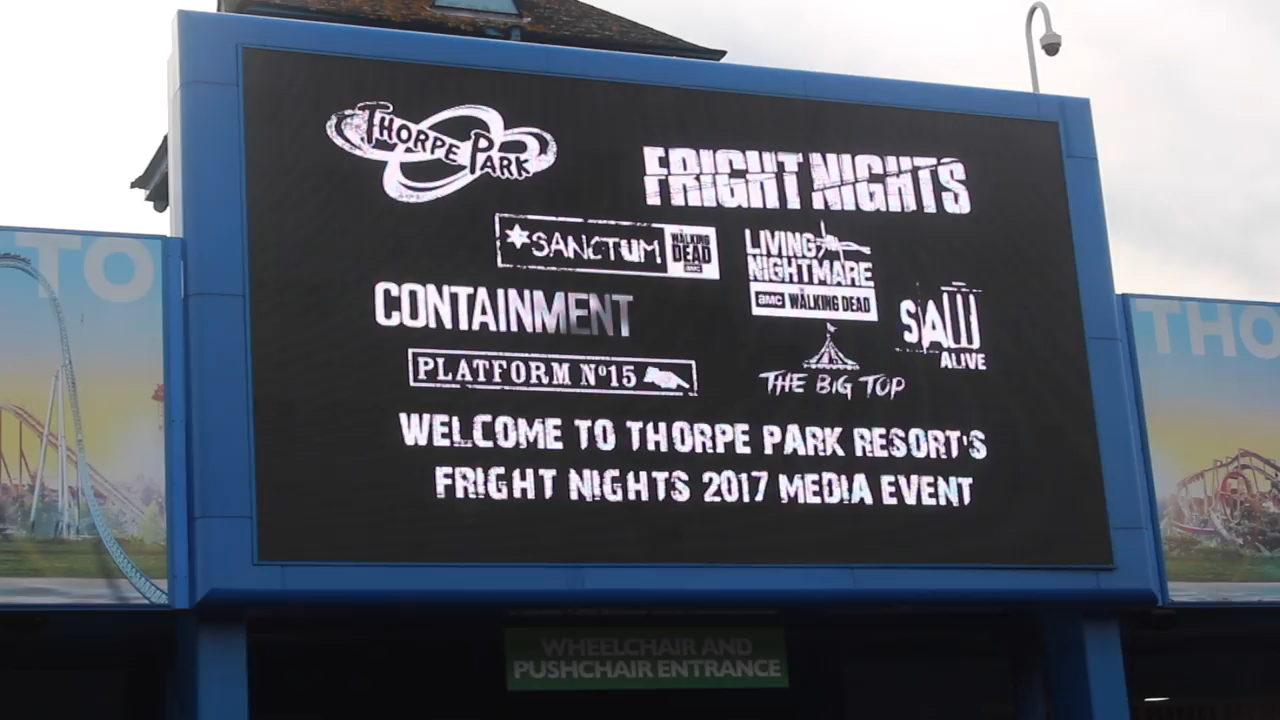 THORPE PARK
FRIGHT NIGHTS
SANCTUM
THE WALKING DEAD
amc
LIVING NIGHTMARE
amc THE WALKING DEAD
CONTAINMENT
SAW ALIVE
PLATFORM Nº15
THE BIG TOP
WELCOME TO THORPE PARK RESORT'S
FRIGHT NIGHTS 2017 MEDIA EVENT
TO
THO
WHEELCHAIR AND
PUSHCHAIR ENTRANCE